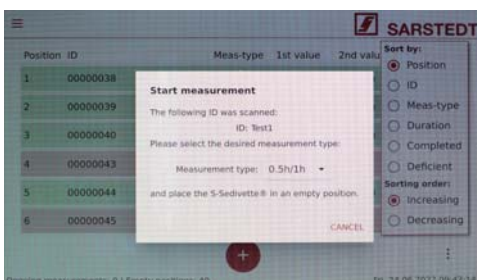 SARSTEDT
Position ID Meas-type 1st value 2nd valu
Sort by:
Position
ID
Meas-type
Duration
Completed
Deficient
Sorting order:
Increasing
Decreasing
1 00000038
2 00000039
3 00000040
4 00000043
5 00000044
6 00000045
Start measurement
The following ID was scanned:
ID: Test1
Please select the desired measurement type:
Measurement type: 0.5h/1h
and place the S-Sedivette® in an empty position.
CANCEL